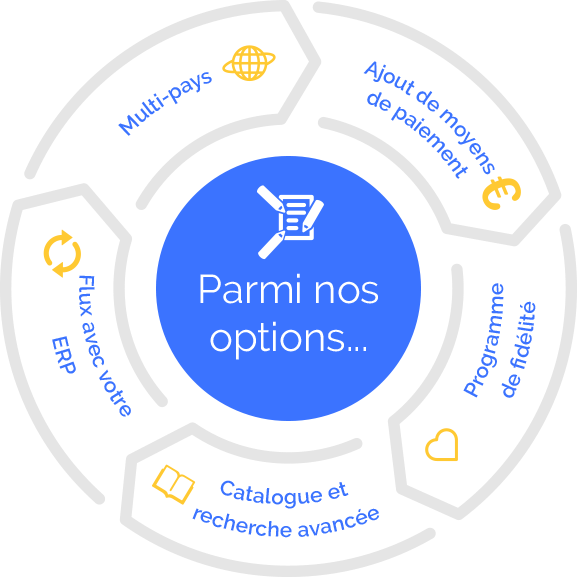 Parmi nos
options...
Multi-pays
Ajout de moyens
de paiement
€
Programme
de fidélité
Catalogue et
recherche avancée
Flux avec votre
ERP